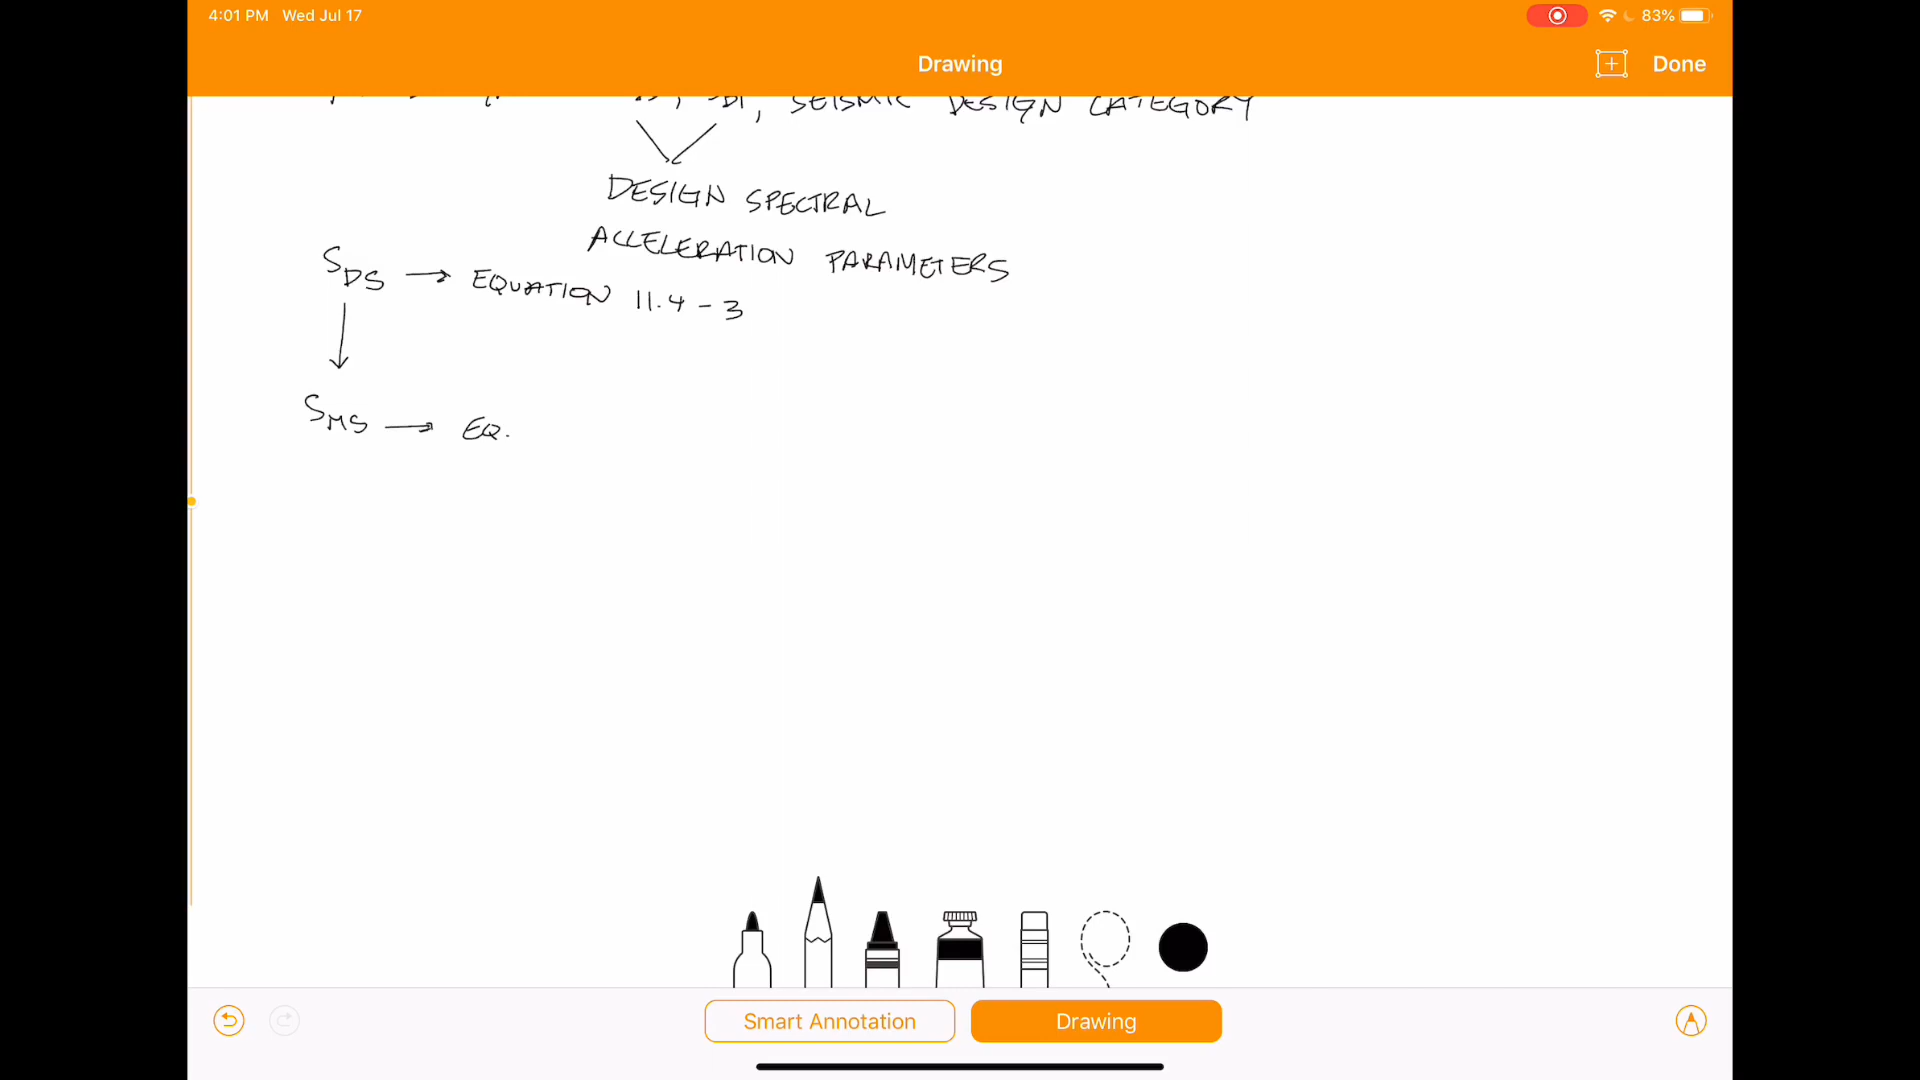 4:01 PM Wed Jul 17 83%
Drawing Done
SEISMIC DESIGN CATEGORY
DESIGN SPECTRAL
ACCLELERATION PARAMETERS
SDS → EQUATION 11.4-3
SMS → EQ.
Smart Annotation Drawing